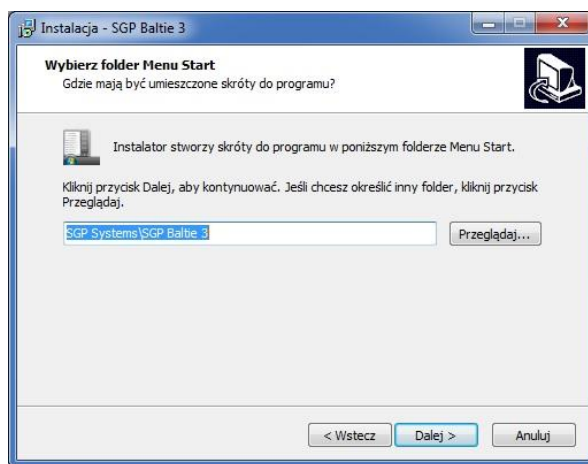 Instalacja - SGP Baltie 3
Wybierz folder Menu Start
Gdzie mają być umieszczone skróty do programu?
Instalator stworzy skróty do programu w poniższym folderze Menu Start.
Kliknij przycisk Dalej, aby kontynuować. Jeśli chcesz określić inny folder, kliknij przycisk
Przeglądaj.
SGP Systems\SGP Baltie 3
Przeglądaj...
< Wstecz
Dalej >
Anuluj